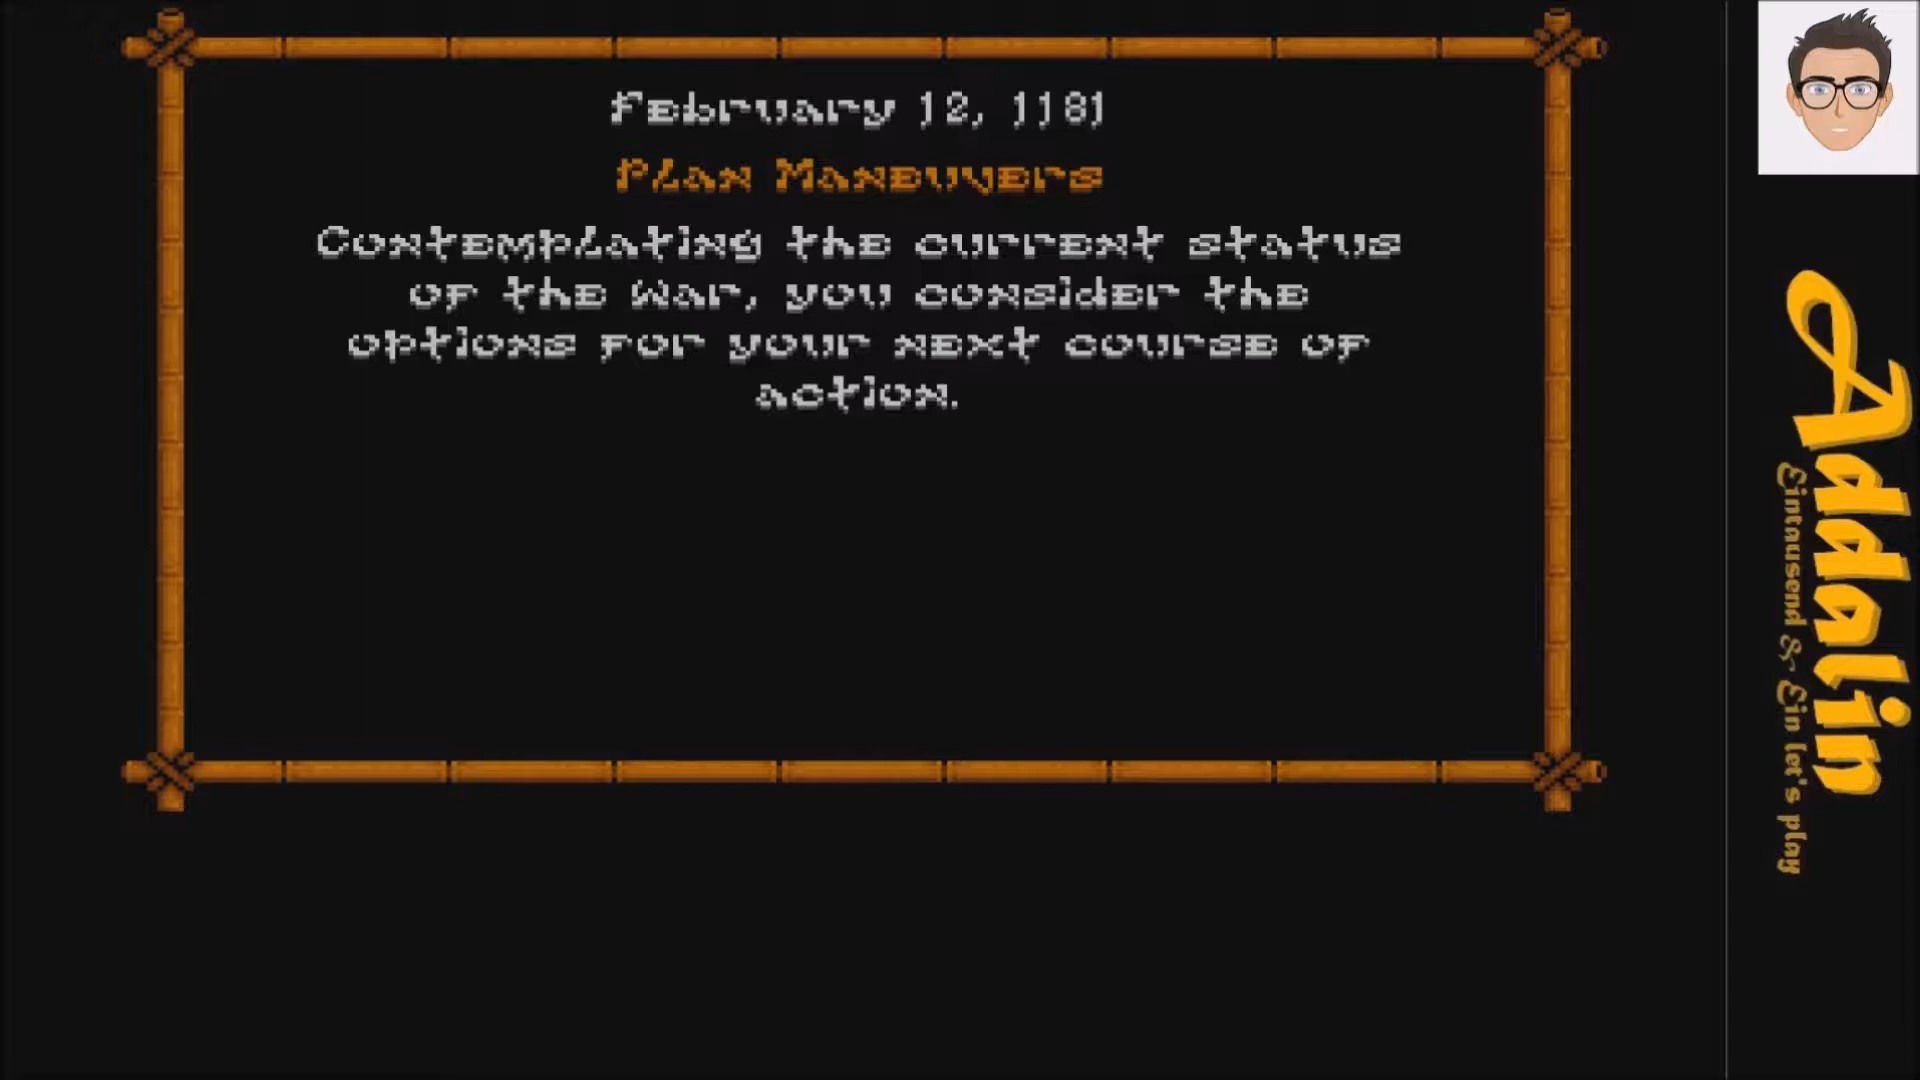 February 12, 1181
Plan Maneuvers
Contemplating the current status
of the war, you consider the
options for your next course of
action.
Addalin
Eintausend & Ein let's play